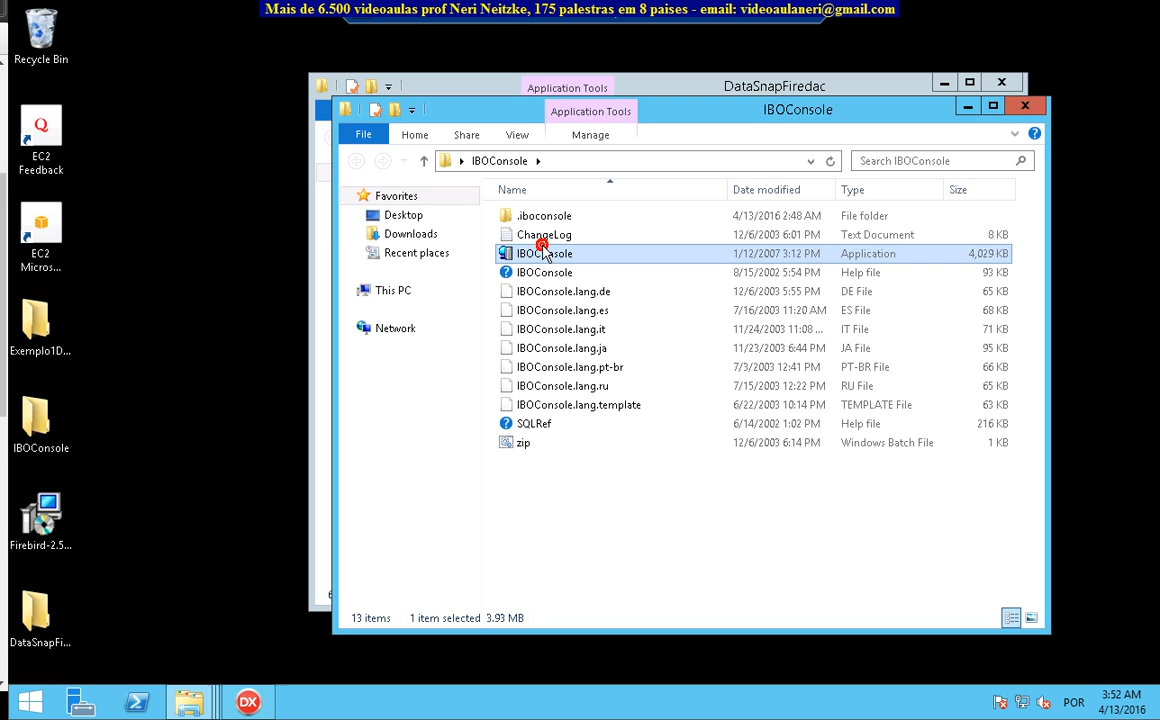 Mais de 6.500 videoaulas prof Neri Neitzke, 175 palestras em 8 paises - email: videoaulaneri@gmail.com
Recycle Bin
EC2
Feedback
EC2
Micros...
Exemplo1D...
IBOConsole
Firebird-2.5...
DataSnapFi...
Application Tools
DataSnapFiredac
Application Tools
IBOConsole
File
Home
Share
View
Manage
IBOConsole
Search IBOConsole
Favorites
Desktop
Downloads
Recent places
This PC
Network
Name Date modified Type Size
.iboconsole 4/13/2016 2:48 AM File folder
ChangeLog 12/6/2003 6:01 PM Text Document 8 KB
IBOConsole 1/12/2007 3:12 PM Application 4,029 KB
IBOConsole 8/15/2002 5:54 PM Help file 93 KB
IBOConsole.lang.de 12/6/2003 5:55 PM DE File 65 KB
IBOConsole.lang.es 7/16/2003 11:20 AM ES File 68 KB
IBOConsole.lang.it 11/24/2003 11:08 ... IT File 71 KB
IBOConsole.lang.ja 11/23/2003 6:44 PM JA File 95 KB
IBOConsole.lang.pt-br 7/3/2003 12:41 PM PT-BR File 66 KB
IBOConsole.lang.ru 7/15/2003 12:22 PM RU File 65 KB
IBOConsole.lang.template 6/22/2003 10:14 PM TEMPLATE File 63 KB
SQLRef 6/14/2002 1:02 PM Help file 216 KB
zip 12/6/2003 6:14 PM Windows Batch File 1 KB
13 items 1 item selected 3.93 MB
DX
POR
3:52 AM
4/13/2016